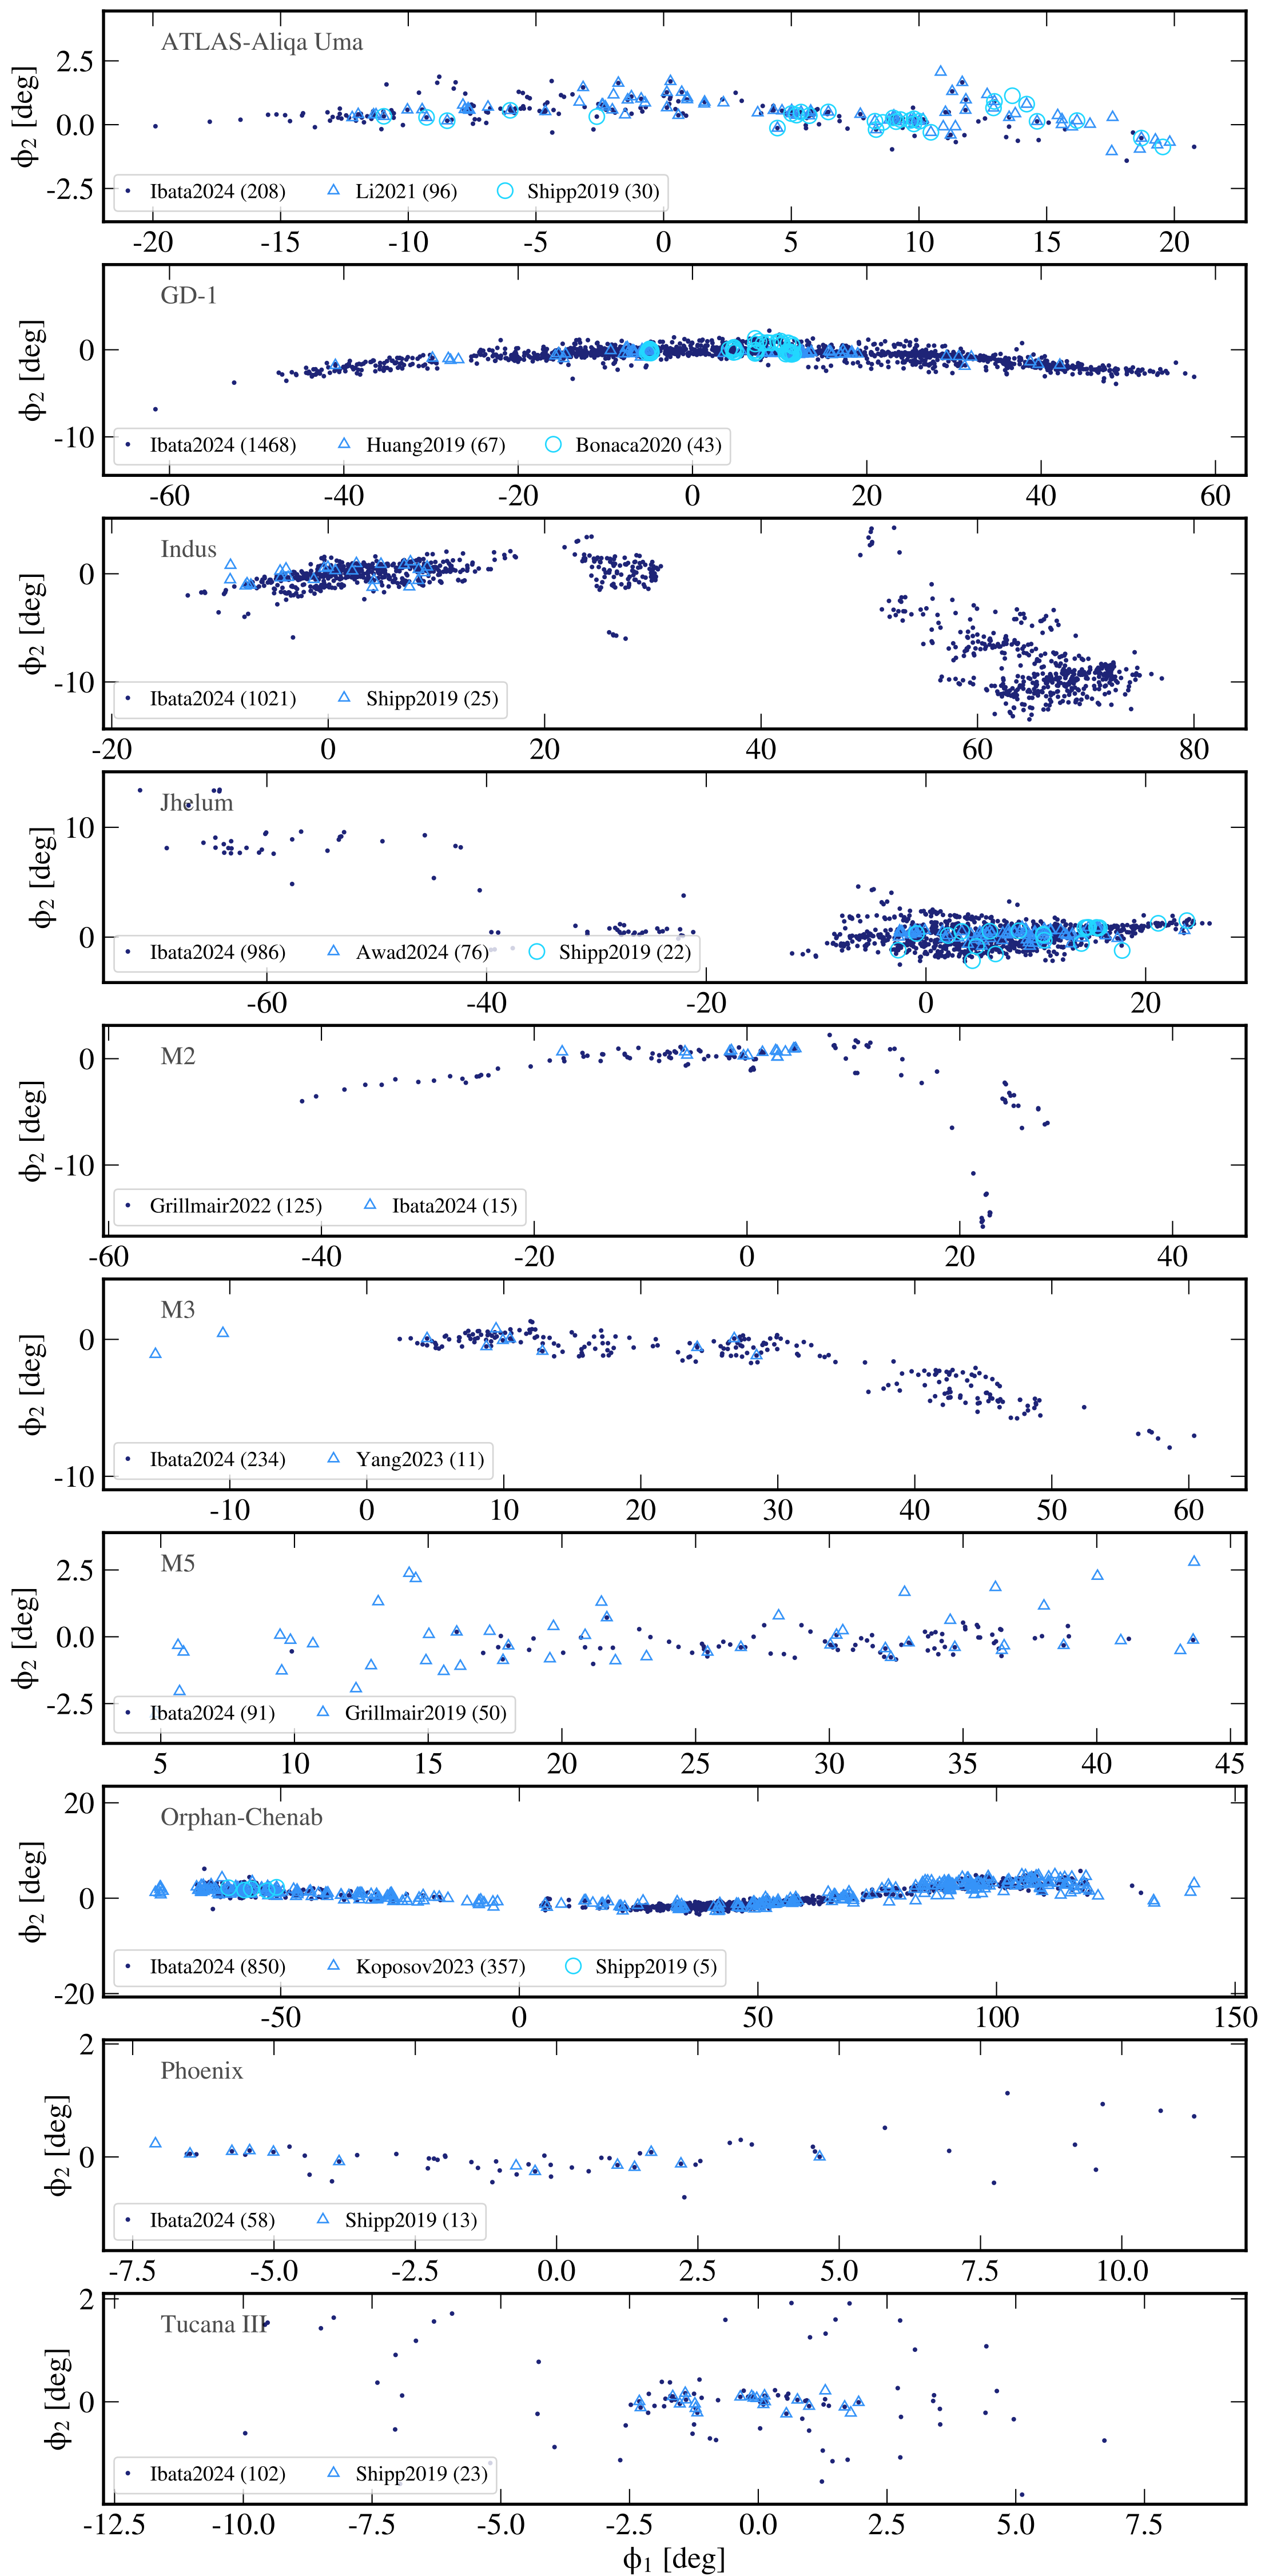 ATLAS-Aliqa Uma
ϕ2 [deg]
2.5
0.0
-2.5
Ibata2024 (208) Li2021 (96) Shipp2019 (30)
-20 -15 -10 -5 0 5 10 15 20
GD-1
ϕ2 [deg]
0
-10
Ibata2024 (1468) Huang2019 (67) Bonaca2020 (43)
-60 -40 -20 0 20 40 60
Indus
ϕ2 [deg]
0
-10
Ibata2024 (1021) Shipp2019 (25)
-20 0 20 40 60 80
Jhelum
ϕ2 [deg]
10
0
Ibata2024 (986) Awad2024 (76) Shipp2019 (22)
-60 -40 -20 0 20
M2
ϕ2 [deg]
0
-10
Grillmair2022 (125) Ibata2024 (15)
-60 -40 -20 0 20 40
M3
ϕ2 [deg]
0
-10
Ibata2024 (234) Yang2023 (11)
-10 0 10 20 30 40 50 60
M5
ϕ2 [deg]
2.5
0.0
-2.5
Ibata2024 (91) Grillmair2019 (50)
5 10 15 20 25 30 35 40 45
Orphan-Chenab
ϕ2 [deg]
20
0
-20
Ibata2024 (850) Koposov2023 (357) Shipp2019 (5)
-50 0 50 100 150
Phoenix
ϕ2 [deg]
2
0
Ibata2024 (58) Shipp2019 (13)
-7.5 -5.0 -2.5 0.0 2.5 5.0 7.5 10.0
Tucana III
ϕ2 [deg]
2
0
Ibata2024 (102) Shipp2019 (23)
-12.5 -10.0 -7.5 -5.0 -2.5 0.0 2.5 5.0 7.5
ϕ1 [deg]